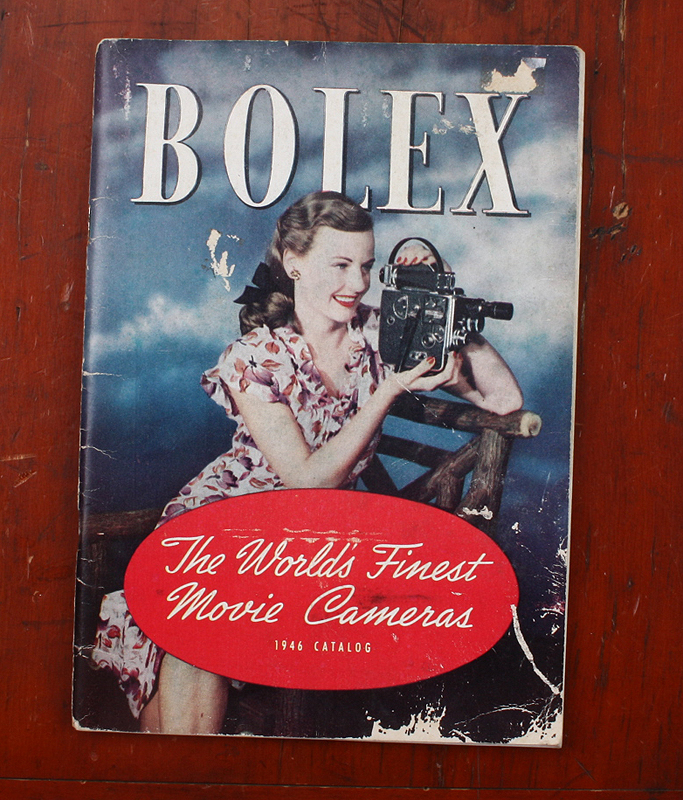 BOLEX
The World's Finest
Movie Cameras
1946 CATALOG